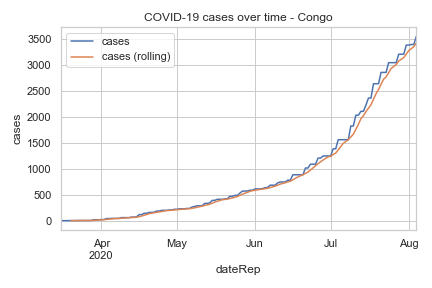 COVID-19 cases over time - Congo
cases
cases (rolling)
3500
3000
2500
2000
1500
1000
500
0
cases
Apr
2020
May
Jun
Jul
Aug
dateRep